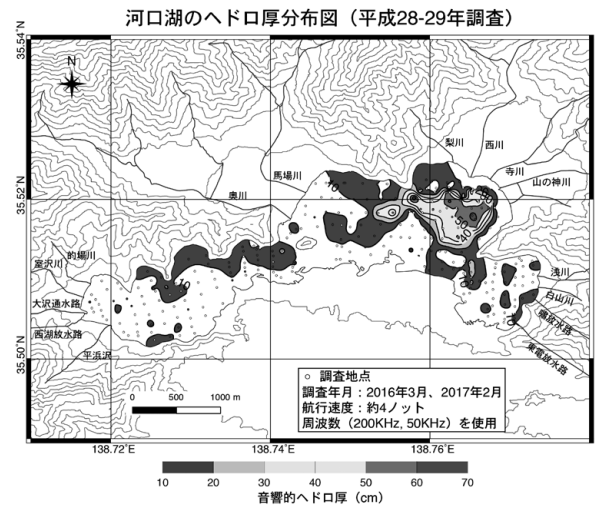 河口湖のヘドロ厚分布図（平成28-29年調査）
35.54°N
N
梨川
西川
寺川
馬場川
山の神川
奥川
35.52°N
的場川
室沢川
浅川
白山川
大沢通水路
嘯放水路
西湖放水路
東電放水路
平浜沢
35.50°N
○ 調査地点
調査年月：2016年3月、2017年2月
航行速度：約4ノット
周波数（200KHz, 50KHz）を使用
0 500 1000 m
138.72°E 138.74°E 138.76°E
10 20 30 40 50 60 70
音響的ヘドロ厚（cm）